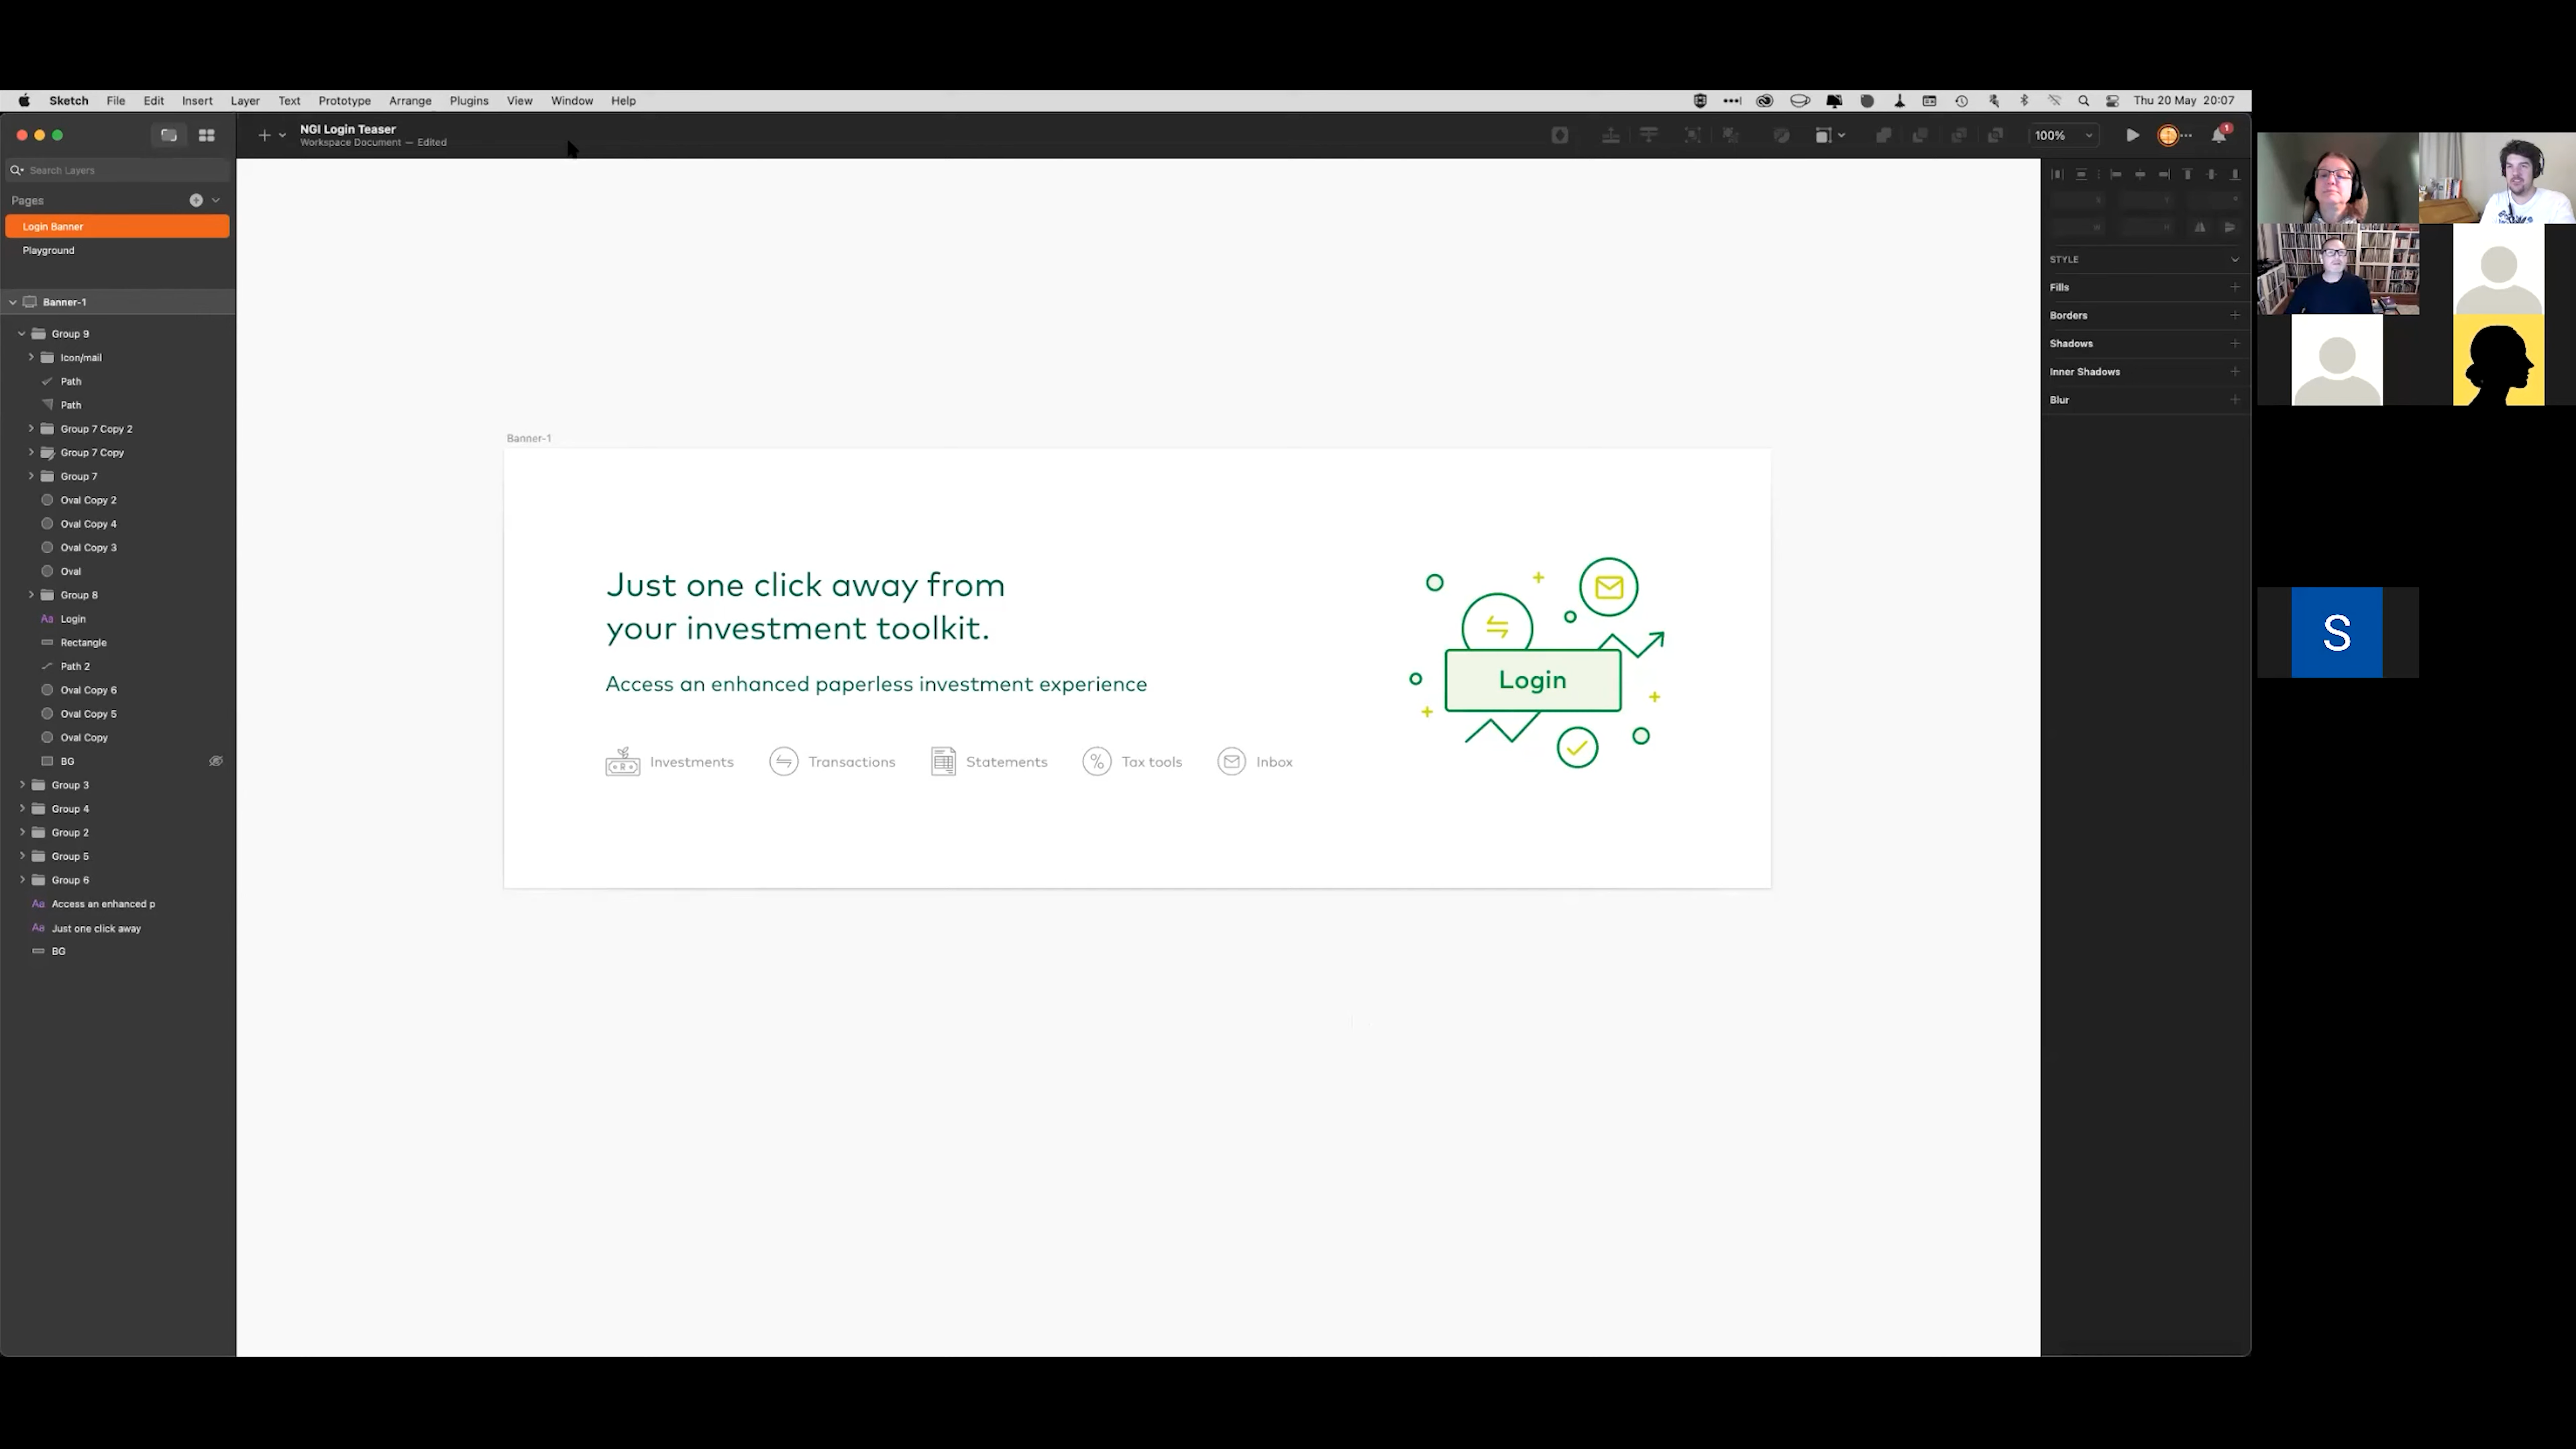 Sketch File Edit Insert Layer Text Prototype Arrange Plugins View Window Help
Thu 20 May 20:07
NGI Login Teaser
Workspace Document — Edited
100%
1
Search Layers
Pages
Login Banner
Playground
Banner-1
Group 9
Icon/mail
Path
Path
Group 7 Copy 2
Group 7 Copy
Group 7
Oval Copy 2
Oval Copy 4
Oval Copy 3
Oval
Group 8
Aa Login
Rectangle
Path 2
Oval Copy 6
Oval Copy 5
Oval Copy
BG
Group 3
Group 4
Group 2
Group 5
Group 6
Aa Access an enhanced p
Aa Just one click away
BG
Banner-1
Just one click away from
your investment toolkit.
Access an enhanced paperless investment experience
R Investments
Transactions
Statements
% Tax tools
Inbox
Login
STYLE
Fills
Borders
Shadows
Inner Shadows
Blur
S